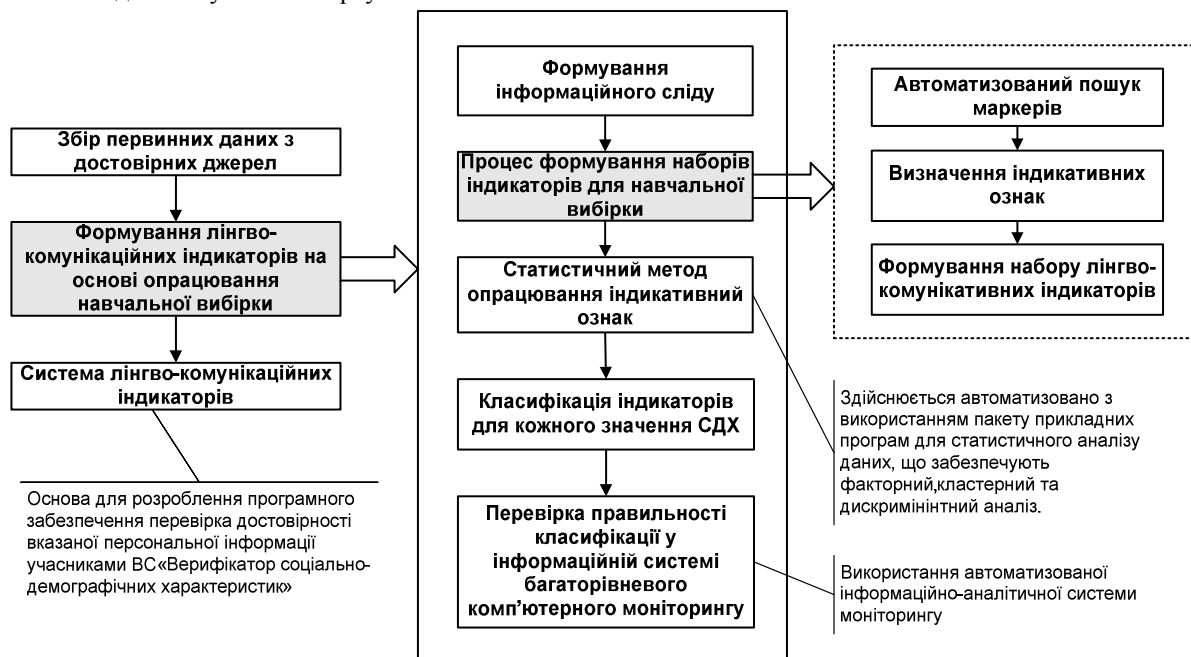 Збір первинних даних з
достовірних джерел
Формування лінгво-
комунікаційних індикаторів на
основі опрацювання
навчальної вибірки
Система лінгво-комунікаційних
індикаторів
Основа для розроблення програмного
забезпечення перевірка достовірності
вказаної персональної інформації
учасниками ВС«Верифікатор соціально-
демографічних характеристик»
Формування
інформаційного сліду
Процес формування наборів
індикаторів для навчальної
вибірки
Статистичний метод
опрацювання індикативний
ознак
Класифікація індикаторів
для кожного значення СДХ
Перевірка правильності
класифікації у
інформаційній системі
багаторівневого
комп’ютерного моніторингу
Автоматизований пошук
маркерів
Визначення індикативних
ознак
Формування набору лінгво-
комунікативних індикаторів
Здійснюється автоматизовано з
використанням пакету прикладних
програм для статистичного аналізу
даних, що забезпечують
факторний,кластерний та
дискримінінтний аналіз.
Використання автоматизованої
інформаційно-аналітичної системи
моніторингу